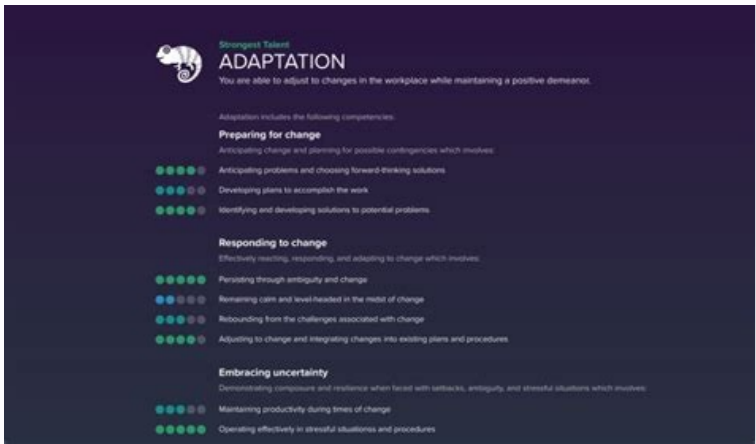 Strongest Talent
ADAPTATION
You are able to adjust to changes in the workplace while maintaining a positive demeanor.
Adaptation includes the following competencies:
Preparing for change
Anticipating change and planning for possible contingencies which involves:
Anticipating problems and choosing forward-thinking solutions
Developing plans to accomplish the work
Identifying and developing solutions to potential problems
Responding to change
Effectively reacting, responding, and adapting to change which involves:
Persisting through ambiguity and change
Remaining calm and level-headed in the midst of change
Rebounding from the challenges associated with change
Adjusting to change and integrating changes into existing plans and procedures
Embracing uncertainty
Demonstrating composure and resilience when faced with setbacks, ambiguity, and stressful situations which involves:
Maintaining productivity during times of change
Operating effectively in stressful situationss and procedures